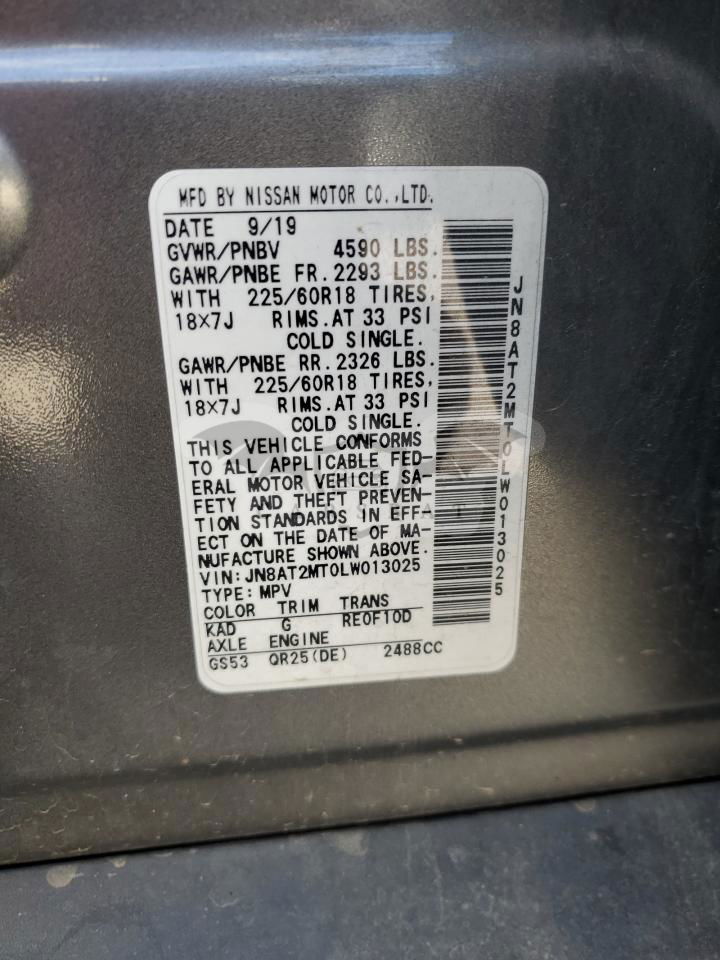 MFD BY NISSAN MOTOR CO.,LTD.
DATE 9/19
GVWR/PNBV 4590 LBS.
GAWR/PNBE FR.2293 LBS.
WITH 225/60R18 TIRES,
18×7J RIMS.AT 33 PSI
COLD SINGLE.
GAWR/PNBE RR.2326 LBS.
WITH 225/60R18 TIRES,
18×7J RIMS.AT 33 PSI
COLD SINGLE.
THIS VEHICLE CONFORMS
TO ALL APPLICABLE FED-
ERAL MOTOR VEHICLE SA-
FETY AND THEFT PREVEN-
TION STANDARDS IN EFF-
ECT ON THE DATE OF MA-
NUFACTURE SHOWN ABOVE.
VIN:JN8AT2MT0LW013025
TYPE:MPV
COLOR TRIM TRANS
KAD G RE0F10D
AXLE ENGINE
GS53 QR25(DE) 2488CC
JN8AT2MT0LW013025